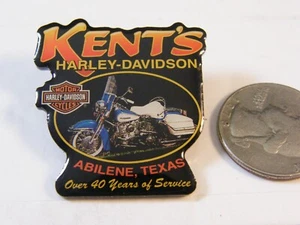 KENT'S
HARLEY-DAVIDSON
MOTOR
HARLEY-DAVIDSON
CYCLES
ABILENE, TEXAS
Over 40 Years of Service